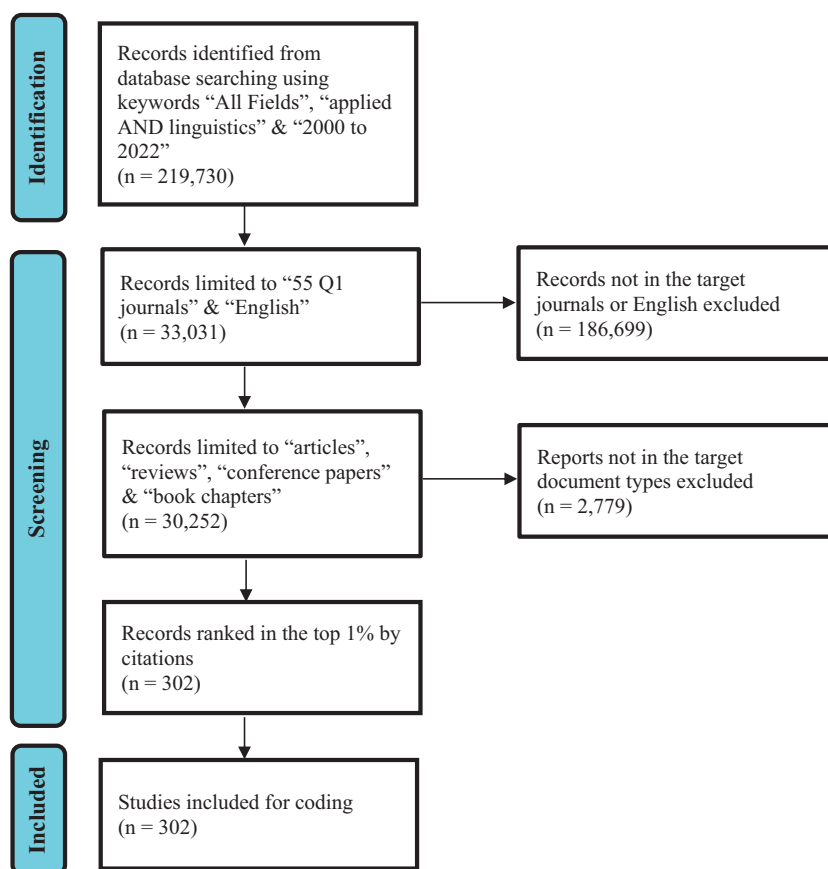 Identification
Records identified from
database searching using
keywords “All Fields”, “applied
AND linguistics” & “2000 to
2022”
(n = 219,730)
Screening
Records limited to “55 Q1
journals” & “English”
(n = 33,031)
Records not in the target
journals or English excluded
(n = 186,699)
Records limited to “articles”,
“reviews”, “conference papers”
& “book chapters”
(n = 30,252)
Reports not in the target
document types excluded
(n = 2,779)
Records ranked in the top 1% by
citations
(n = 302)
Included
Studies included for coding
(n = 302)